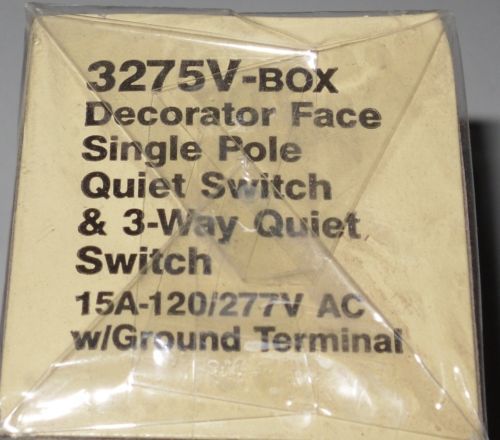 3275V-BOX
Decorator Face
Single Pole
Quiet Switch
& 3-Way Quiet
Switch
15A-120/277V AC
w/Ground Terminal